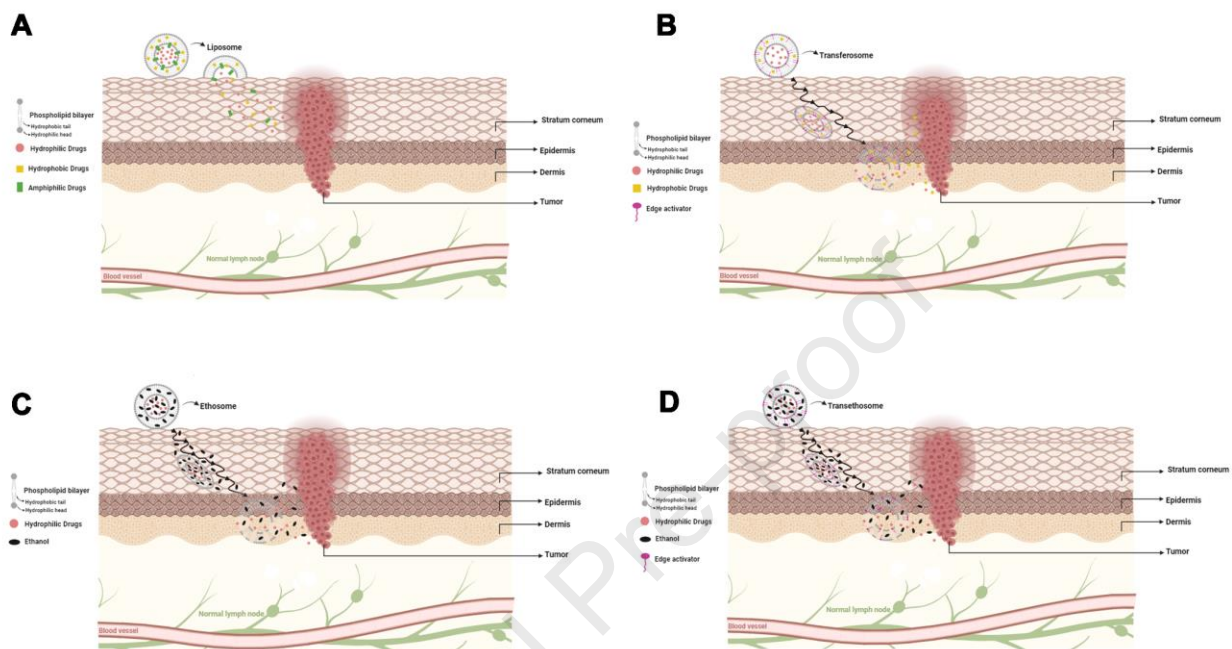 A
Liposome
Phospholipid bilayer
Hydrophobic tail
Hydrophilic head
Hydrophilic Drugs
Hydrophobic Drugs
Amphiphilic Drugs
Stratum corneum
Epidermis
Dermis
Tumor
Normal lymph node
Blood vessel
B
Transferosome
Phospholipid bilayer
Hydrophobic tail
Hydrophilic head
Hydrophilic Drugs
Hydrophobic Drugs
Edge activator
Stratum corneum
Epidermis
Dermis
Tumor
Normal lymph node
Blood vessel
C
Ethosome
Phospholipid bilayer
Hydrophobic tail
Hydrophilic head
Hydrophilic Drugs
Ethanol
Stratum corneum
Epidermis
Dermis
Tumor
Normal lymph node
Blood vessel
D
Transethosome
Phospholipid bilayer
Hydrophobic tail
Hydrophilic head
Hydrophilic Drugs
Ethanol
Edge activator
Stratum corneum
Epidermis
Dermis
Tumor
Normal lymph node
Blood vessel
Pre-proof